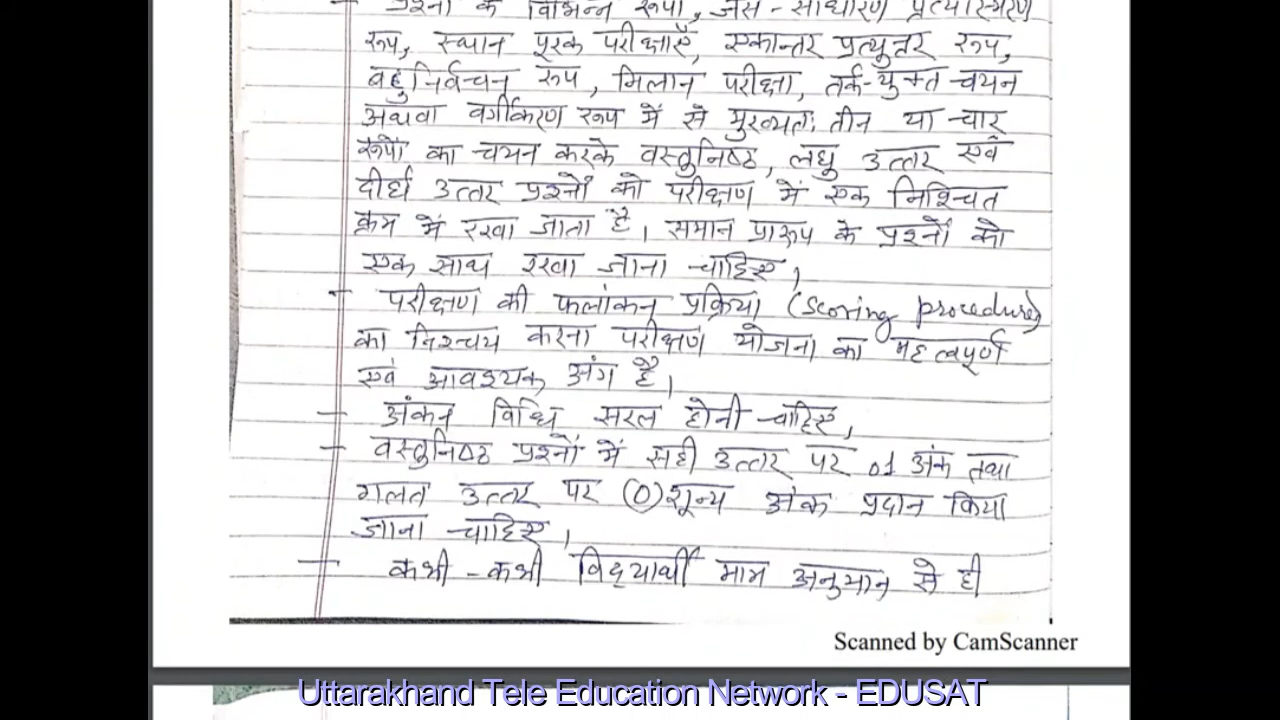 - प्रश्नों के विभिन्न रूपों, जैसे - साधारण प्रत्यास्मरण
रूप, स्थान पूरक परीक्षाएँ, एकान्तर प्रत्युत्तर रूप,
बहुनिर्वचन रूप, मिलान परीक्षा, तर्क-युक्त चयन
अथवा वर्गीकरण रूप में से मुख्यतः तीन या चार
रूपों का चयन करके वस्तुनिष्ठ, लघु उत्तर एवं
दीर्घ उत्तर प्रश्नों को परीक्षण में एक निश्चित
क्रम में रखा जाता है। समान प्रारूप के प्रश्नों को
एक साथ रखा जाना चाहिए।
- परीक्षण की फलांकन प्रक्रिया (Scoring procedure)
का निश्चय करना परीक्षण योजना का महत्वपूर्ण
एवं आवश्यक अंग है।
- अंकन विधि सरल होनी चाहिए।
- वस्तुनिष्ठ प्रश्नों में सही उत्तर पर 01 अंक तथा
गलत उत्तर पर (0) शून्य अंक प्रदान किया
जाना चाहिए।
- कभी - कभी विद्यार्थी मात्र अनुमान से ही
Scanned by CamScanner
Uttarakhand Tele Education Network - EDUSAT